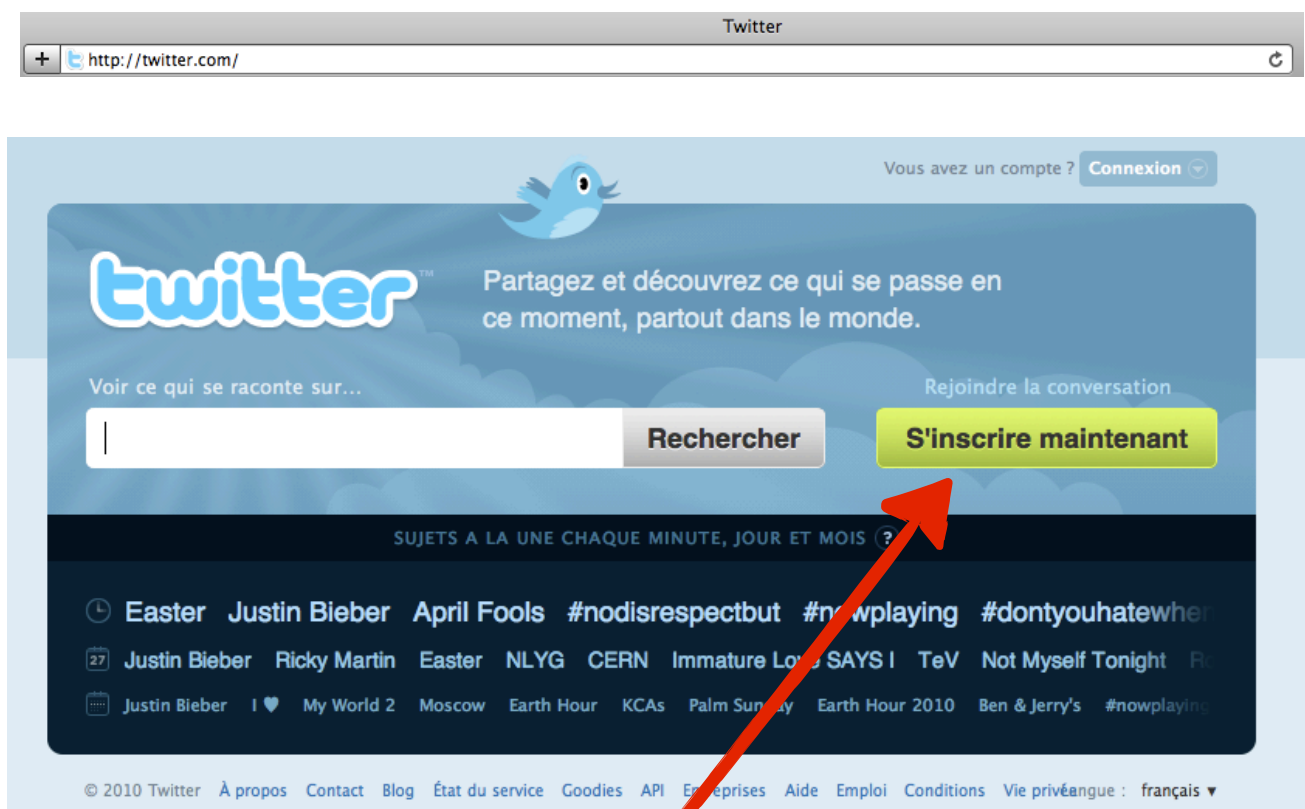 Twitter
+ http://twitter.com/
Vous avez un compte ? Connexion
twitter™
Partagez et découvrez ce qui se passe en
ce moment, partout dans le monde.
Voir ce qui se raconte sur...
Rejoindre la conversation
Rechercher
S'inscrire maintenant
SUJETS A LA UNE CHAQUE MINUTE, JOUR ET MOIS ?
Easter Justin Bieber April Fools #nodisrespectbut #nowplaying #dontyouhatewhen
27 Justin Bieber Ricky Martin Easter NLYG CERN Immature Love SAYS I TeV Not Myself Tonight
Justin Bieber I ♥ My World 2 Moscow Earth Hour KCAs Palm Sunday Earth Hour 2010 Ben & Jerry's #nowplaying
© 2010 Twitter À propos Contact Blog État du service Goodies API Entreprises Aide Emploi Conditions Vie privée langue : français ▼